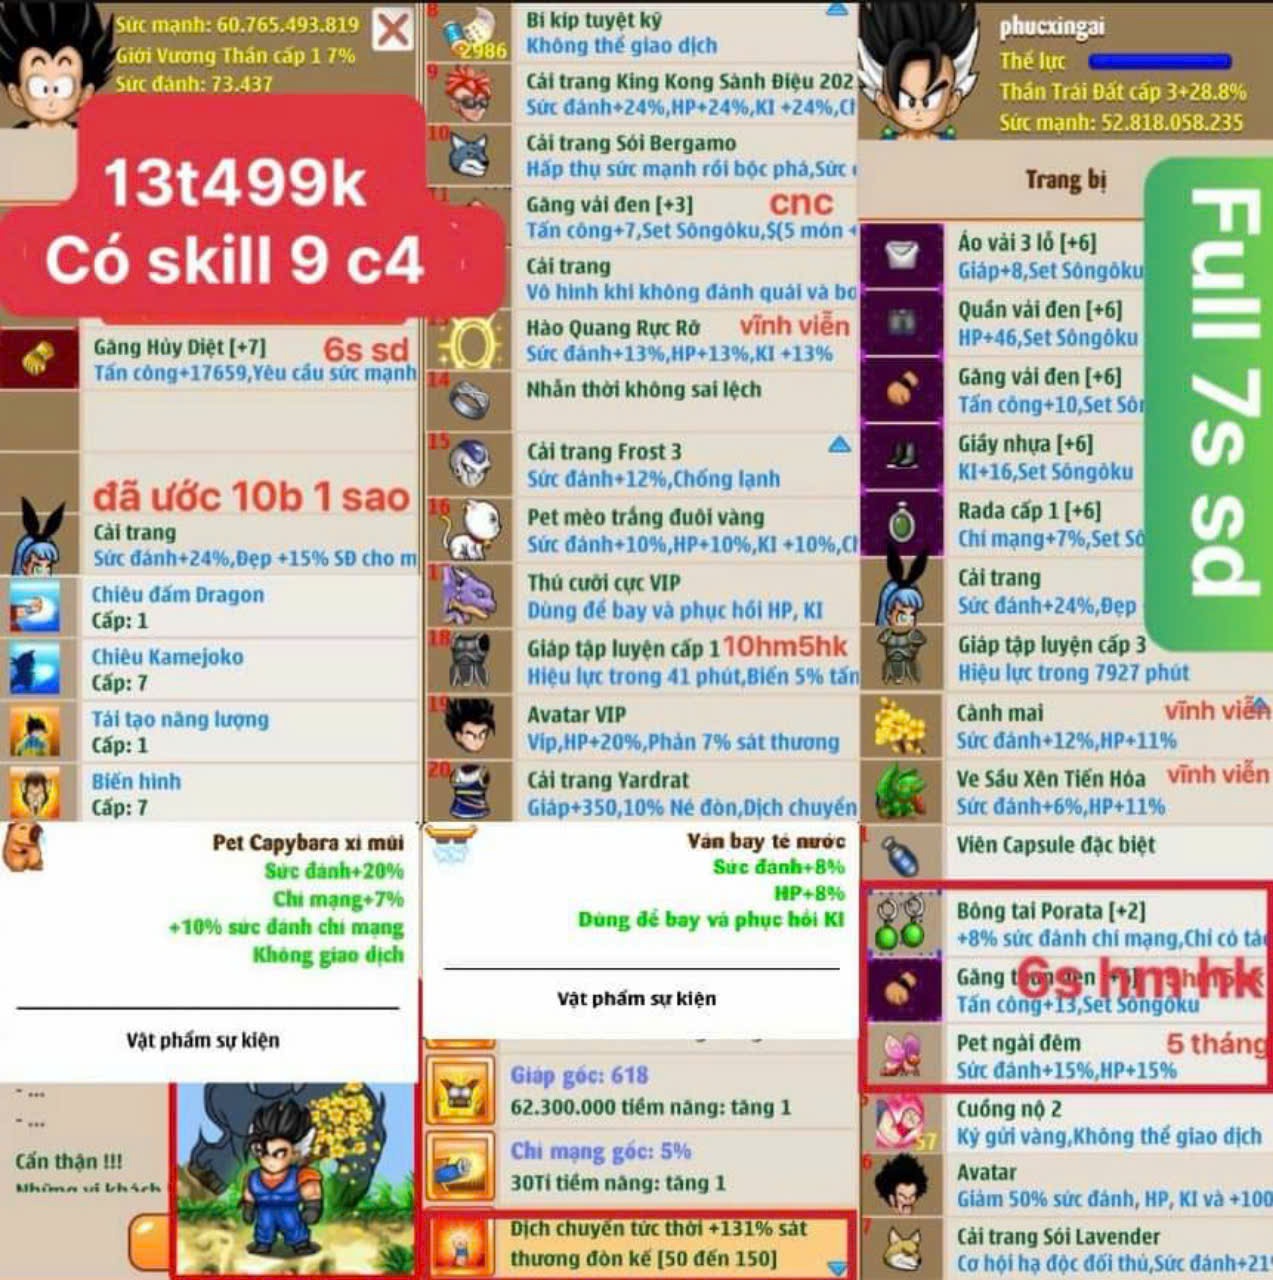 Sức mạnh: 60.765.493.819
Giới Vương Thần cấp 1 7%
Sức đánh: 73.437
13t499k
Có skill 9 c4
Găng Hủy Diệt [+7]
6s sd
Tấn công+17659,Yêu cầu sức mạnh
đã ước 10b 1 sao
Cải trang
Sức đánh+24%,Đẹp +15% SĐ cho m
Chiêu đấm Dragon
Cấp: 1
Chiêu Kamejoko
Cấp: 7
Tái tạo năng lượng
Cấp: 1
Biến hình
Cấp: 7
Pet Capybara xì mũi
Sức đánh+20%
Chí mạng+7%
+10% sức đánh chí mạng
Không giao dịch
Vật phẩm sự kiện
- ...
- ...
Cẩn thận !!!
Những vị khách
8
Bí kíp tuyệt kỹ
2986
Không thể giao dịch
9
Cải trang King Kong Sành Điệu 202
Sức đánh+24%,HP+24%,KI +24%,Ch
10
Cải trang Sói Bergamo
Hấp thụ sức mạnh rồi bộc phá,Sức
11
Găng vải đen [+3]
cnc
Tấn công+7,Set Sôngôku,$(5 món +
Cải trang
Vô hình khi không đánh quái và bo
Hào Quang Rực Rỡ
vĩnh viễn
Sức đánh+13%,HP+13%,KI +13%
14
Nhẫn thời không sai lệch
15
Cải trang Frost 3
Sức đánh+12%,Chống lạnh
16
Pet mèo trắng đuôi vàng
Sức đánh+10%,HP+10%,KI +10%,Ch
17
Thú cưỡi cực VIP
Dùng để bay và phục hồi HP, KI
18
Giáp tập luyện cấp 1
10hm5hk
Hiệu lực trong 41 phút,Biến 5% tấn
19
Avatar VIP
Víp,HP+20%,Phản 7% sát thương
20
Cải trang Yardrat
Giáp+350,10% Né đòn,Dịch chuyển
Ván bay té nước
Sức đánh+8%
HP+8%
Dùng để bay và phục hồi KI
Vật phẩm sự kiện
Giáp gốc: 618
62.300.000 tiềm năng: tăng 1
Chí mạng gốc: 5%
30Tỉ tiềm năng: tăng 1
Dịch chuyển tức thời +131% sát
thương đòn kế [50 đến 150]
phucxingai
Thể lực
Thần Trái Đất cấp 3+28.8%
Sức mạnh: 52.818.058.235
Trang bị
Full 7s sd
Áo vải 3 lỗ [+6]
Giáp+8,Set Sôngôku
Quần vải đen [+6]
HP+46,Set Sôngôku
Găng vải đen [+6]
Tấn công+10,Set Sôn
Giầy nhựa [+6]
KI+16,Set Sôngôku
Rada cấp 1 [+6]
Chí mạng+7%,Set Sô
Cải trang
Sức đánh+24%,Đẹp
Giáp tập luyện cấp 3
Hiệu lực trong 7927 phút
Cành mai
vĩnh viễn
Sức đánh+12%,HP+11%
Ve Sầu Xên Tiến Hóa
vĩnh viễn
Sức đánh+6%,HP+11%
1
Viên Capsule đặc biệt
Bông tai Porata [+2]
+8% sức đánh chí mạng,Chỉ có tác
6s hm hk
Găng
Tấn công+13,Set Sôngôku
Pet ngài đêm
5 tháng
Sức đánh+15%,HP+15%
5
Cuồng nộ 2
57
Ký gửi vàng,Không thể giao dịch
6
Avatar
Giảm 50% sức đánh, HP, KI và +100
7
Cải trang Sói Lavender
Cơ hội hạ độc đối thủ,Sức đánh+21